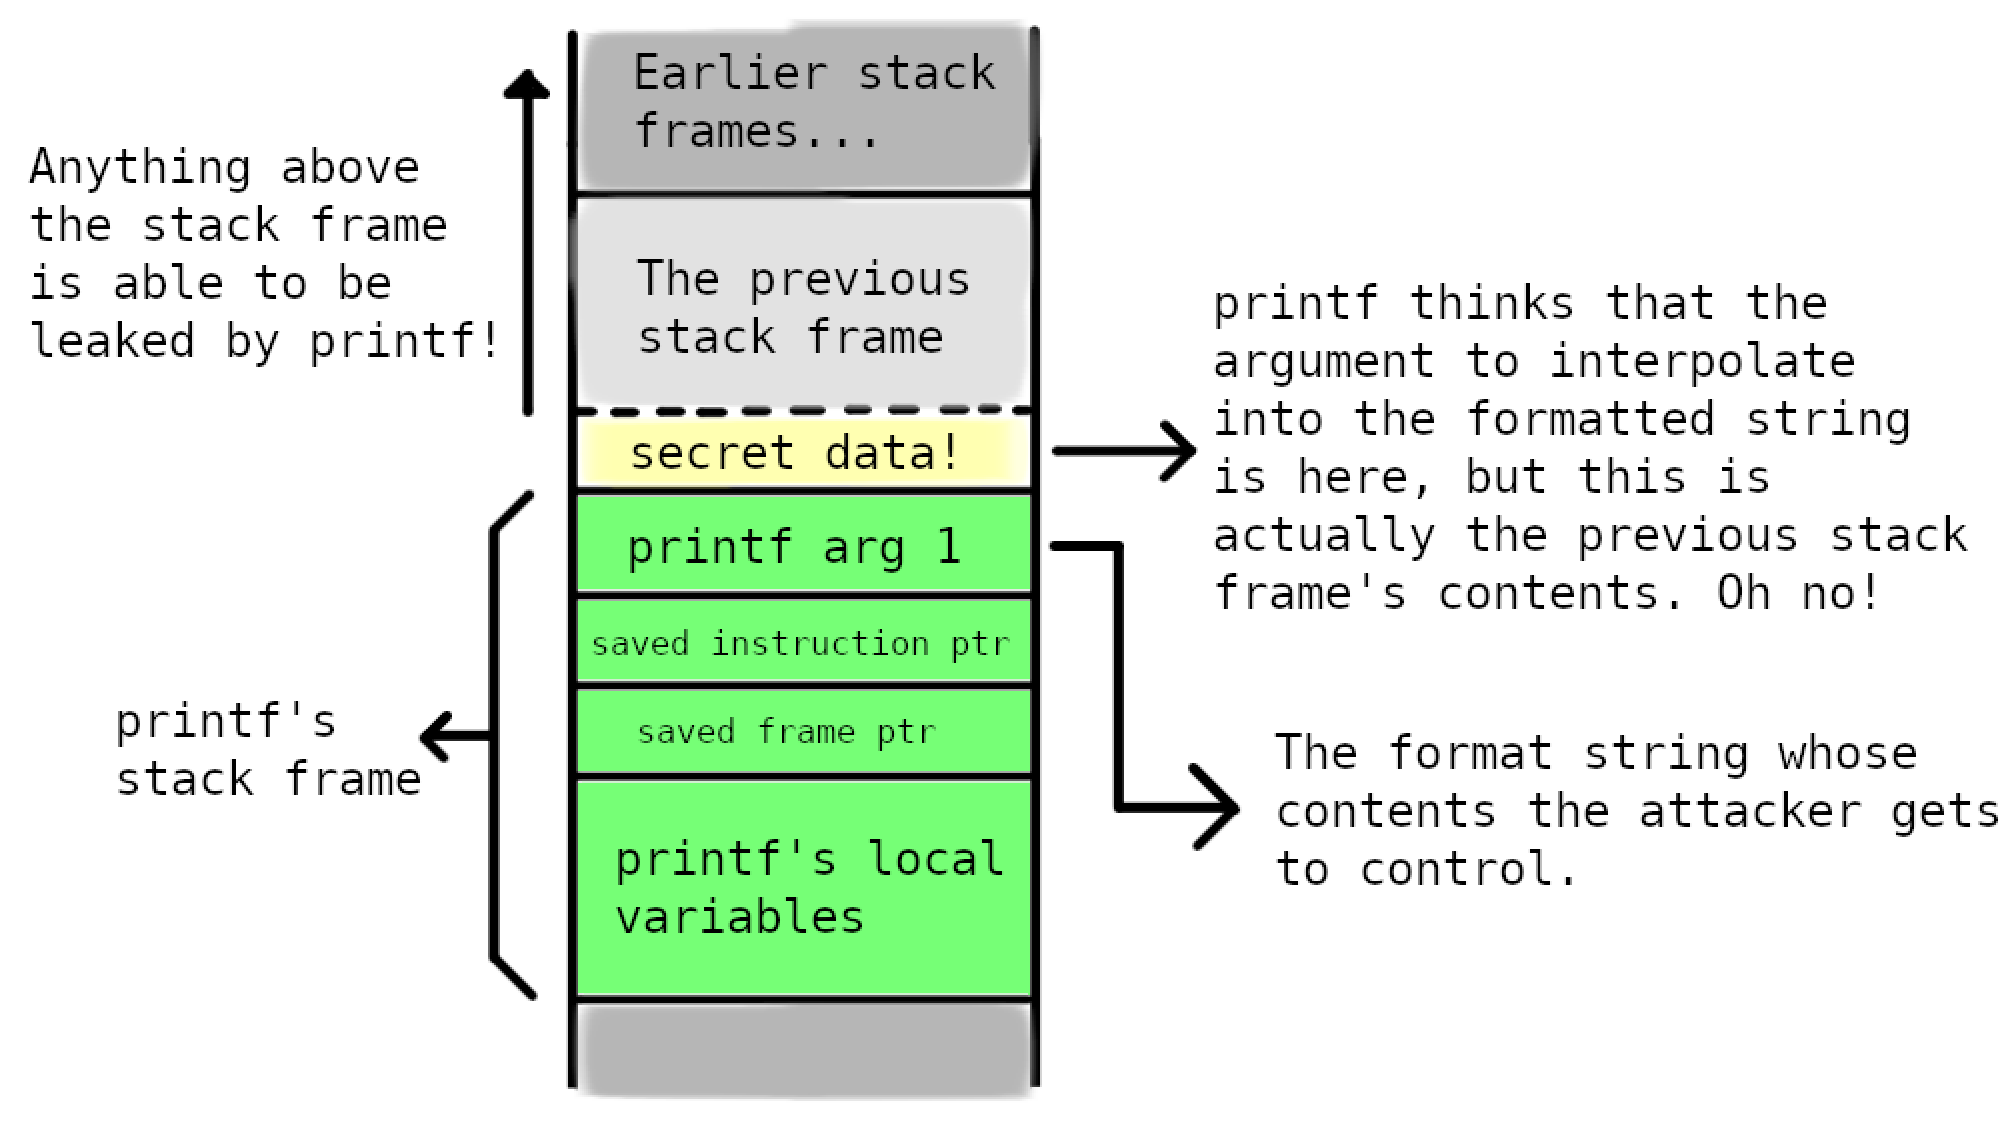 Earlier stack
frames...
Anything above
the stack frame
is able to be
leaked by printf!
The previous
stack frame
secret data!
printf thinks that the
argument to interpolate
into the formatted string
is here, but this is
actually the previous stack
frame's contents. Oh no!
printf arg 1
saved instruction ptr
saved frame ptr
printf's
stack frame
The format string whose
contents the attacker gets
to control.
printf's local
variables